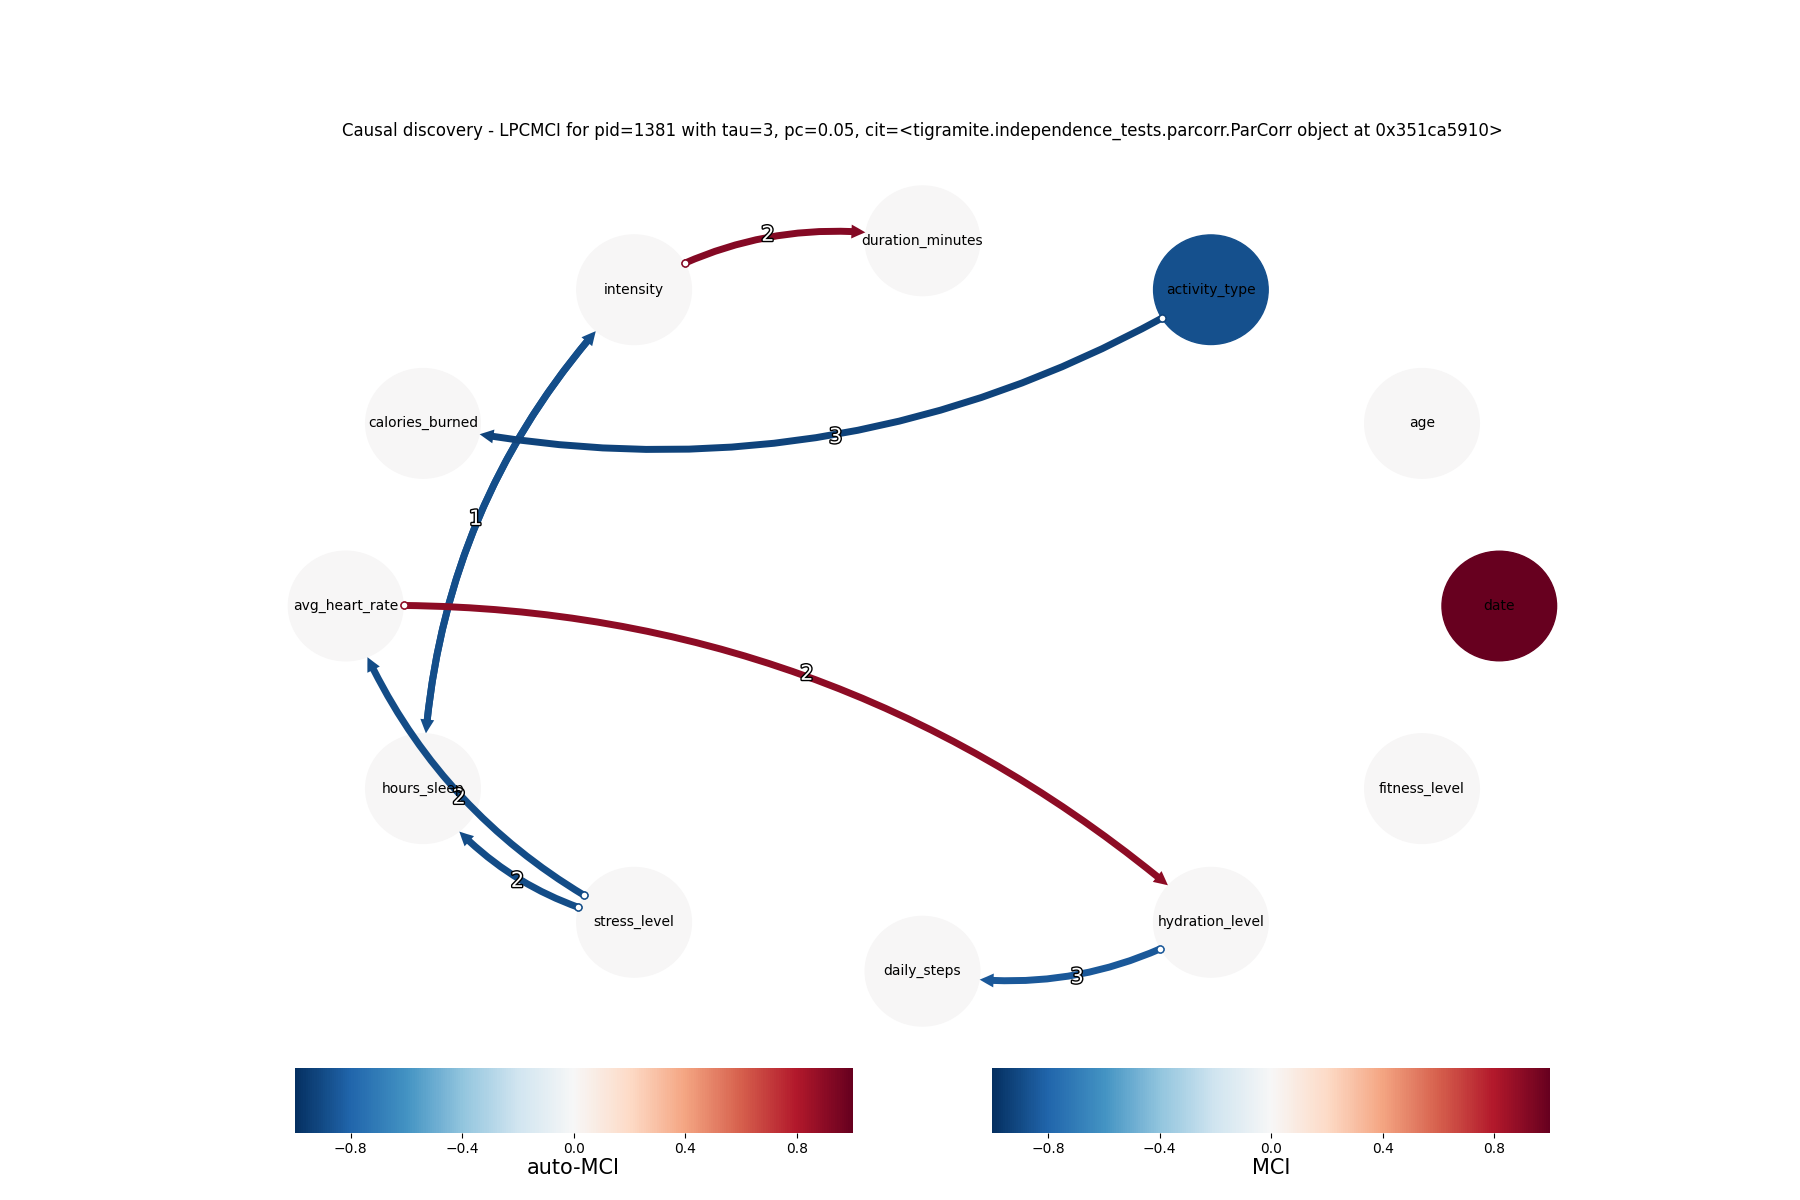 Causal discovery - LPCMCI for pid=1381 with tau=3, pc=0.05, cit=<tigramite.independence_tests.parcorr.ParCorr object at 0x351ca5910>
2
duration_minutes
intensity
activity_type
calories_burned
3
age
1
avg_heart_rate
date
2
hours_sleep
2
fitness_level
2
stress_level
hydration_level
daily_steps
3
−0.8 −0.4 0.0 0.4 0.8
auto-MCI
−0.8 −0.4 0.0 0.4 0.8
MCI